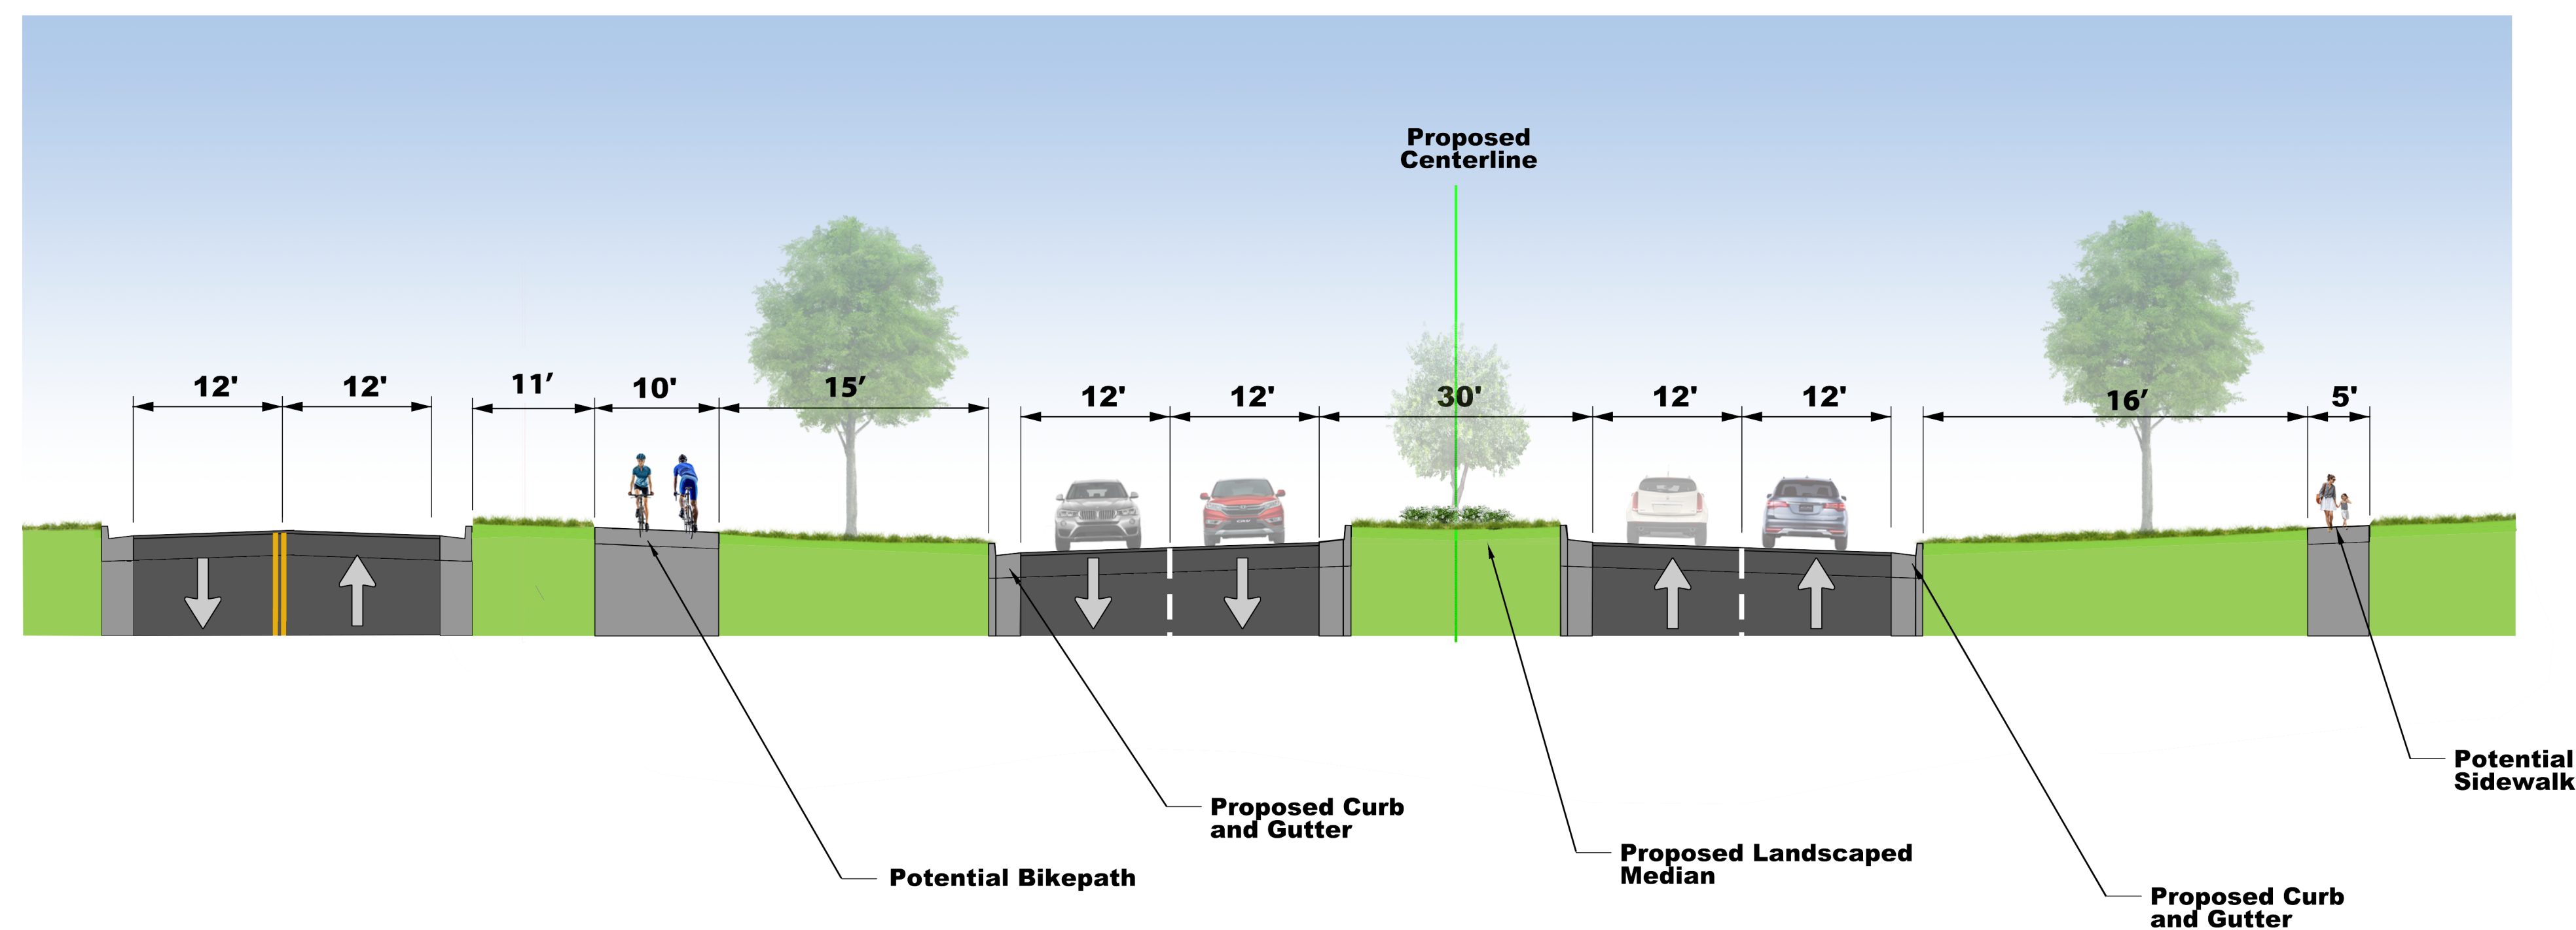 Proposed
Centerline
12'
12'
11′
10'
15′
12'
12'
30'
12'
12'
16′
5'
Potential
Sidewalk
Proposed Curb
and Gutter
Proposed Landscaped
Median
Potential Bikepath
Proposed Curb
and Gutter